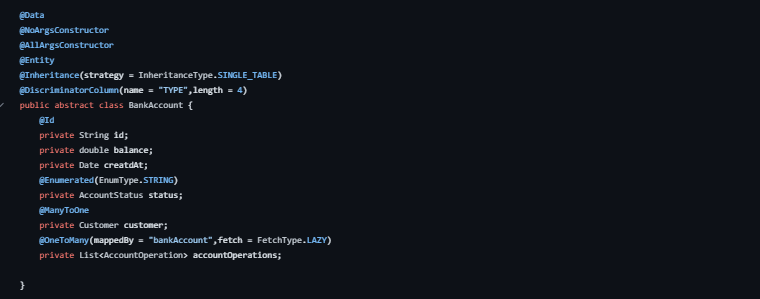 @Data
@NoArgsConstructor
@AllArgsConstructor
@Entity
@Inheritance(strategy = InheritanceType.SINGLE_TABLE)
@DiscriminatorColumn(name = "TYPE",length = 4)
public abstract class BankAccount {
    @Id
    private String id;
    private double balance;
    private Date creatdAt;
    @Enumerated(EnumType.STRING)
    private AccountStatus status;
    @ManyToOne
    private Customer customer;
    @OneToMany(mappedBy = "bankAccount",fetch = FetchType.LAZY)
    private List<AccountOperation> accountOperations;
}